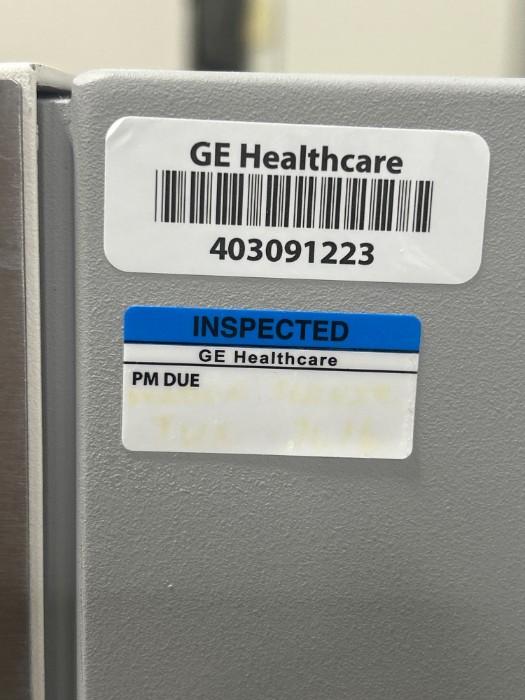 GE Healthcare
403091223
INSPECTED
GE Healthcare
PM DUE